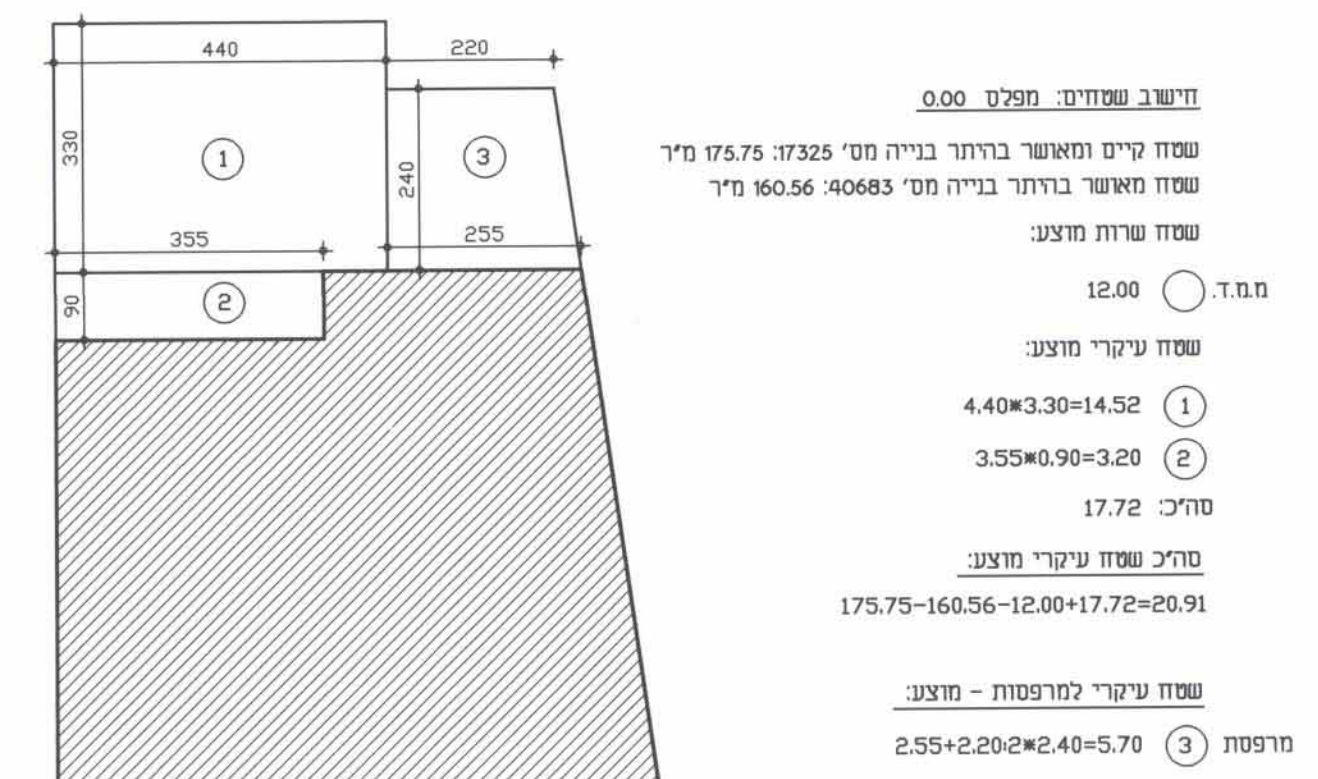 440
220
330
1
3
240
355
255
90
2
חישוב שטחים: מפלס 0.00
שטח קיים ומאושר בהיתר בנייה מס' 17325: 175.75 מ"ר
שטח מאושר בהיתר בנייה מס' 40683: 160.56 מ"ר
שטח שרות מוצע:
מ.מ.ד. 12.00
שטח עיקרי מוצע:
1 4.40*3.30=14.52
2 3.55*0.90=3.20
סה"כ: 17.72
סה"כ שטח עיקרי מוצע:
175.75-160.56-12.00+17.72=20.91
שטח עיקרי למרפסות - מוצע:
מרפסת 3 2.55+2.20:2*2.40=5.70